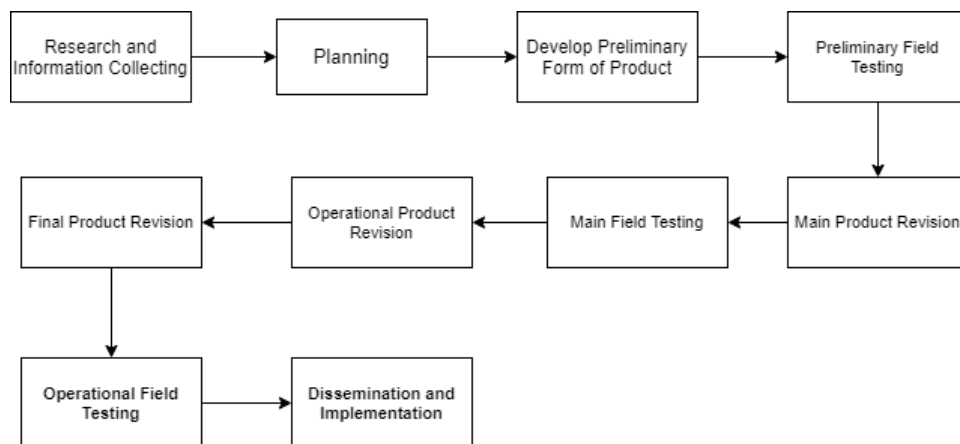 Research and
Information Collecting
Planning
Develop Preliminary
Form of Product
Preliminary Field
Testing
Main Product Revision
Main Field Testing
Operational Product
Revision
Final Product Revision
Operational Field
Testing
Dissemination and
Implementation